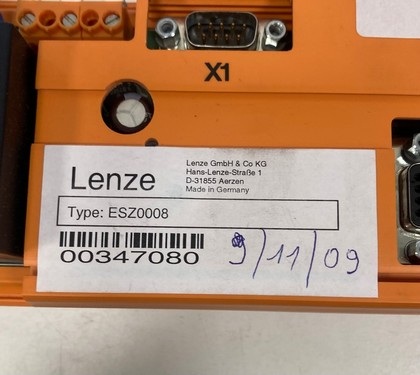 X1
Lenze
Lenze GmbH & Co KG
Hans-Lenze-Straße 1
D-31855 Aerzen
Made in Germany
Type: ESZ0008
00347080
9/11/09